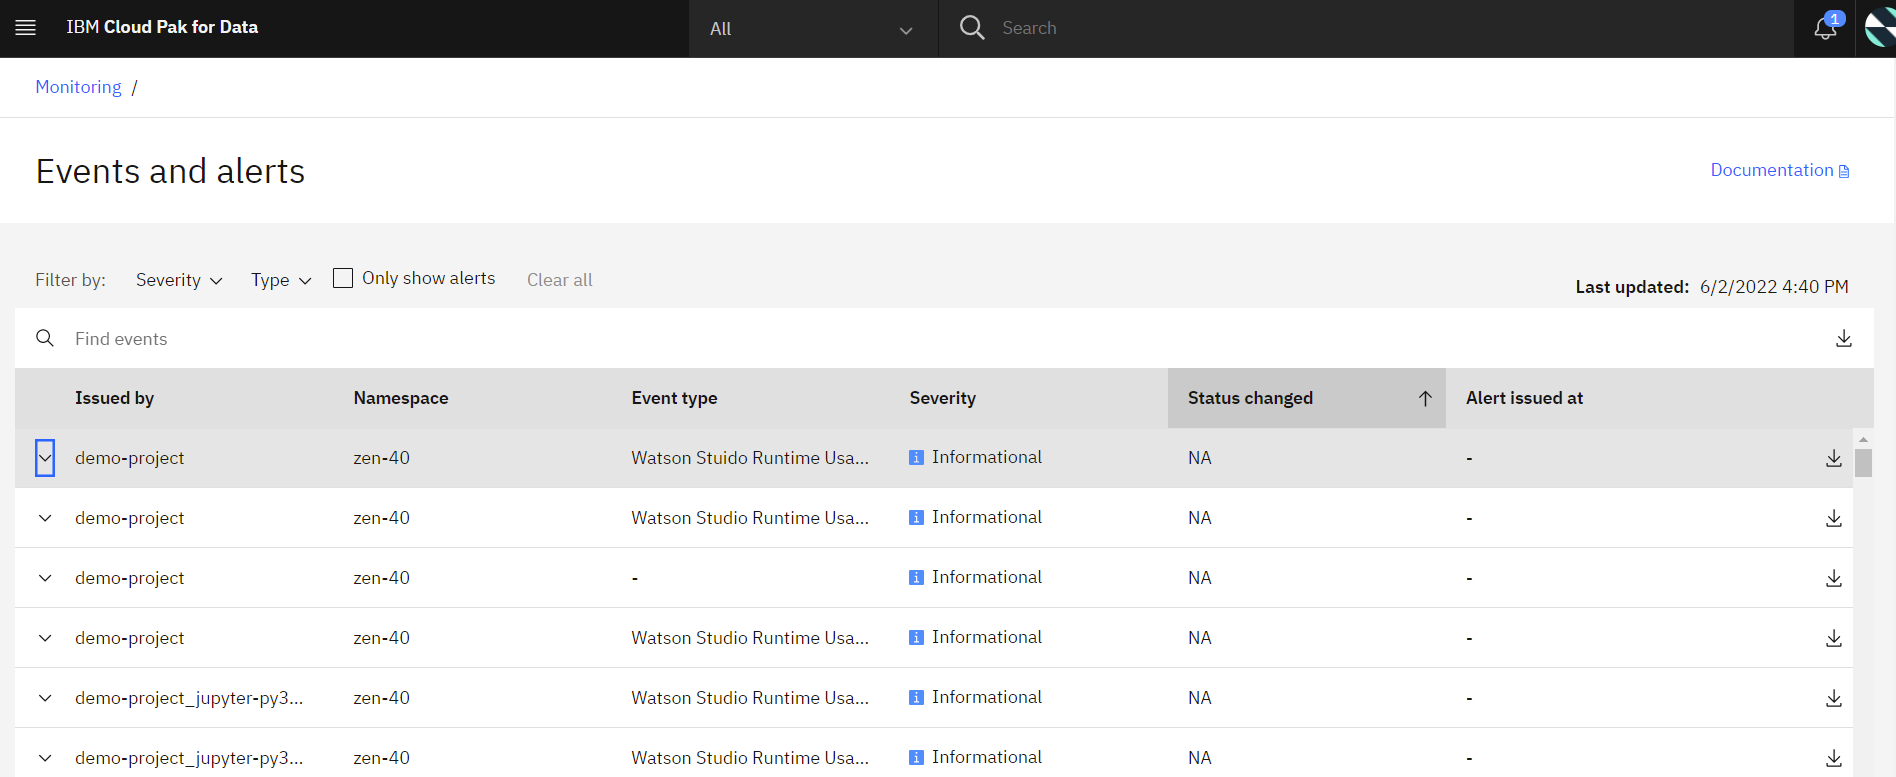 IBM Cloud Pak for Data
All
Search
1
Monitoring /
Events and alerts
Documentation
Filter by: Severity Type Only show alerts Clear all
Last updated: 6/2/2022 4:40 PM
Find events
Issued by Namespace Event type Severity Status changed Alert issued at
demo-project zen-40 Watson Stuido Runtime Usa... Informational NA -
demo-project zen-40 Watson Studio Runtime Usa... Informational NA -
demo-project zen-40 - Informational NA -
demo-project zen-40 Watson Studio Runtime Usa... Informational NA -
demo-project_jupyter-py3... zen-40 Watson Studio Runtime Usa... Informational NA -
demo-project_jupyter-py3... zen-40 Watson Studio Runtime Usa... Informational NA -